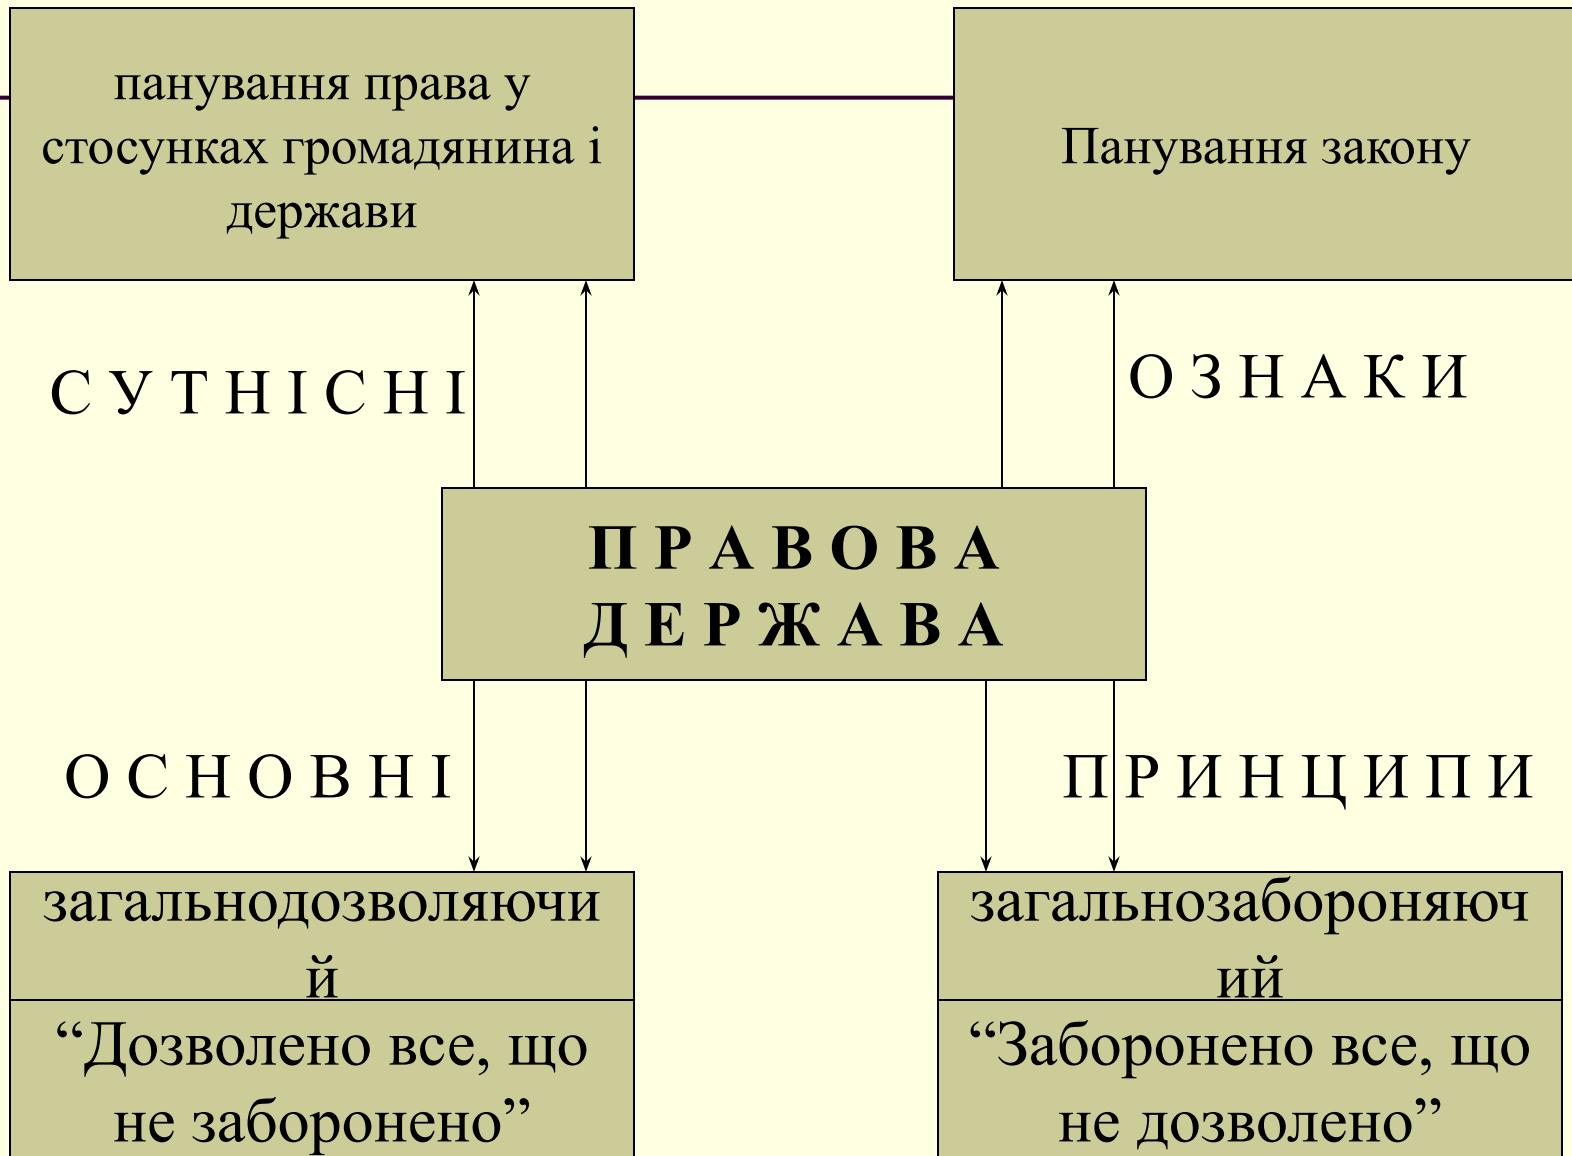 панування права у
стосунках громадянина і
держави
Панування закону
С У Т Н І С Н І
О З Н А К И
П Р А В О В А
Д Е Р Ж А В А
О С Н О В Н І
П Р И Н Ц И П И
загальнодозволяючи
й
“Дозволено все, що
не заборонено”
загальнозабороняюч
ий
“Заборонено все, що
не дозволено”